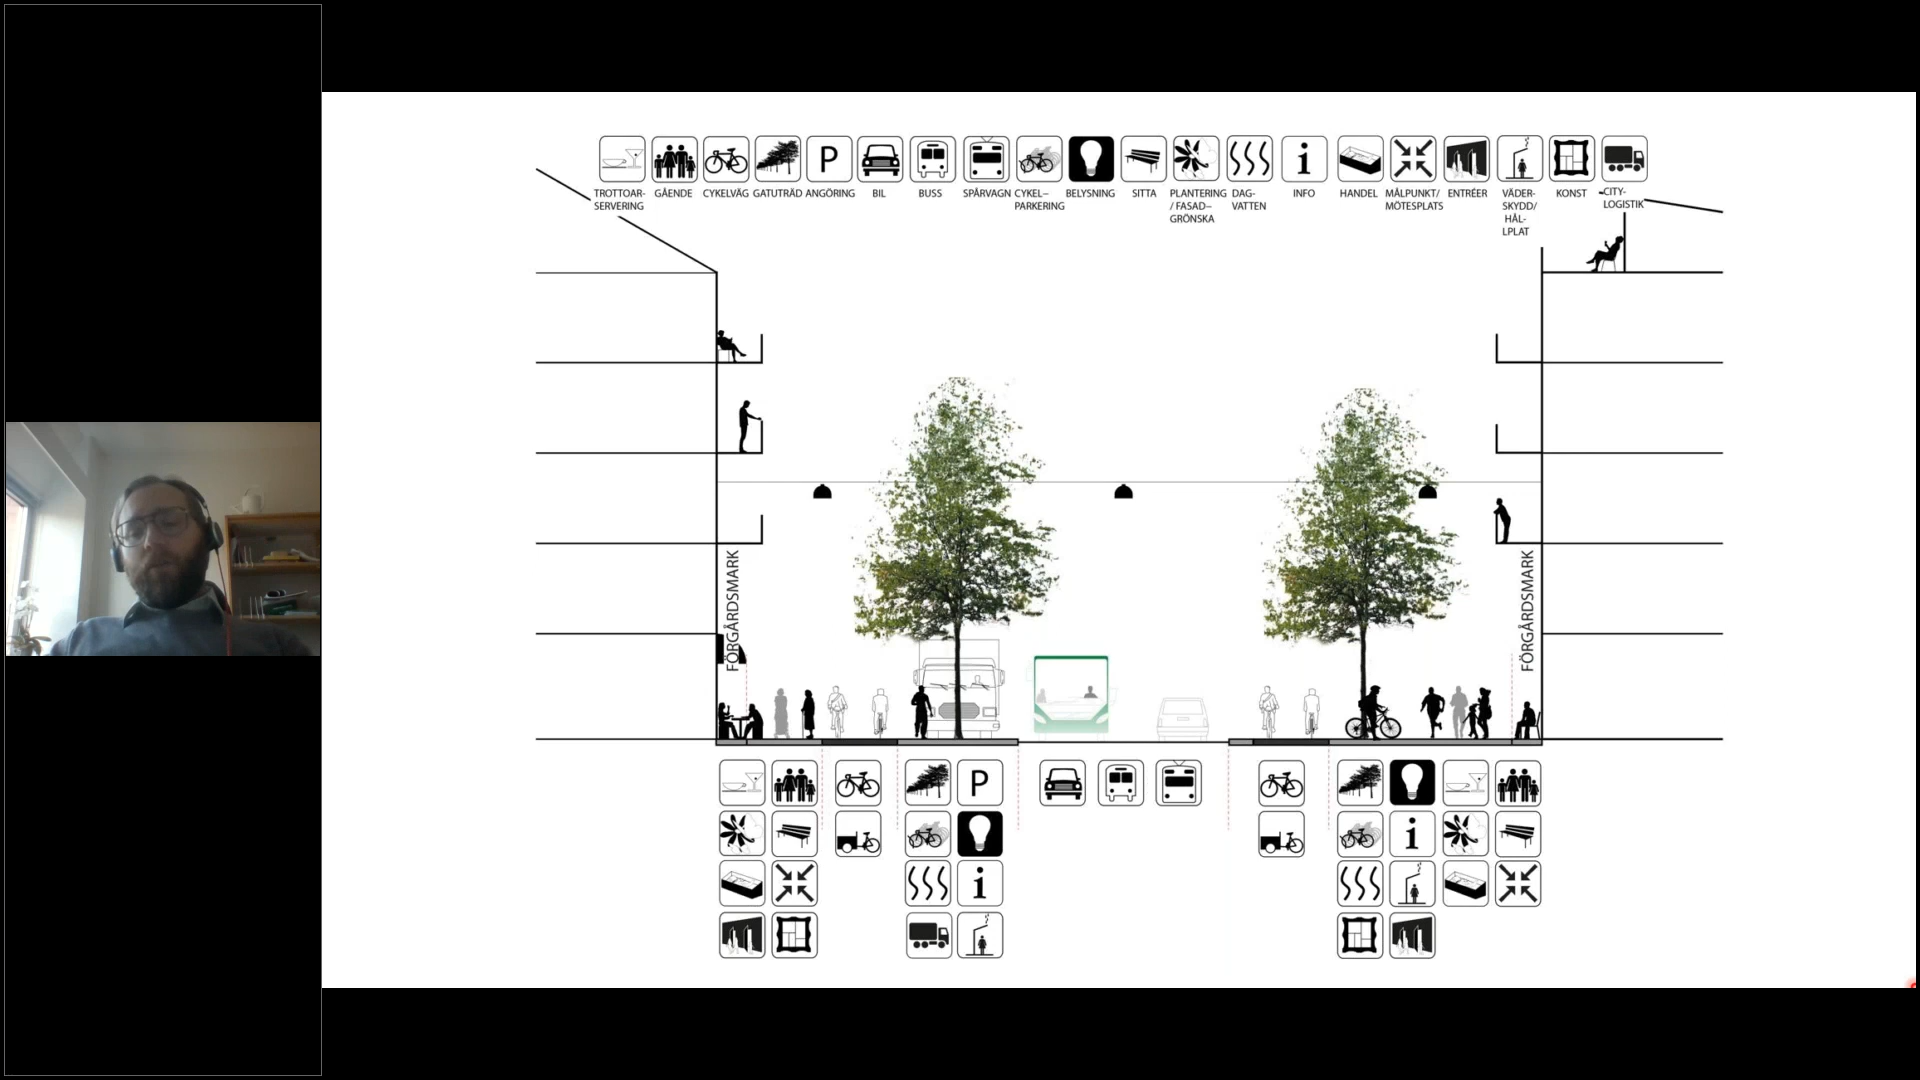 TROTTOAR-
SERVERING
GÅENDE
CYKELVÄG
GATUTRÄD
P
ANGÖRING
BIL
BUSS
SPÅRVAGN
CYKEL-
PARKERING
BELYSNING
SITTA
PLANTERING
/ FASAD-
GRÖNSKA
DAG-
VATTEN
i
INFO
HANDEL
MÅLPUNKT/
MÖTESPLATS
ENTRÉER
VÄDER-
SKYDD/
HÅL-
LPLAT
KONST
-CITY-
LOGISTIK
FÖRGÅRDSMARK
FÖRGÅRDSMARK
P
i
i